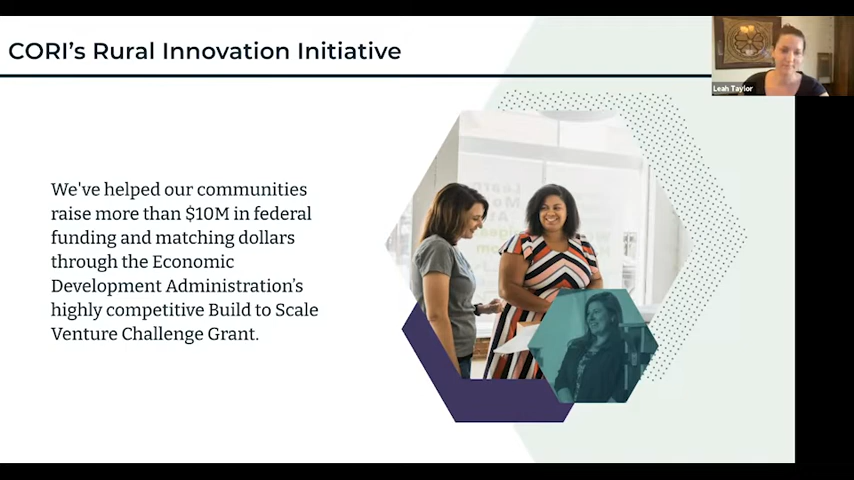 CORI's Rural Innovation Initiative
Leah Taylor
We've helped our communities
raise more than $10M in federal
funding and matching dollars
through the Economic
Development Administration's
highly competitive Build to Scale
Venture Challenge Grant.